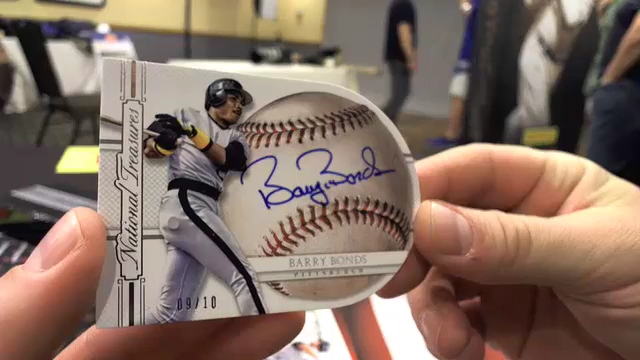 National Treasures
Barry Bonds
BARRY BONDS
PITTSBURGH
09/10